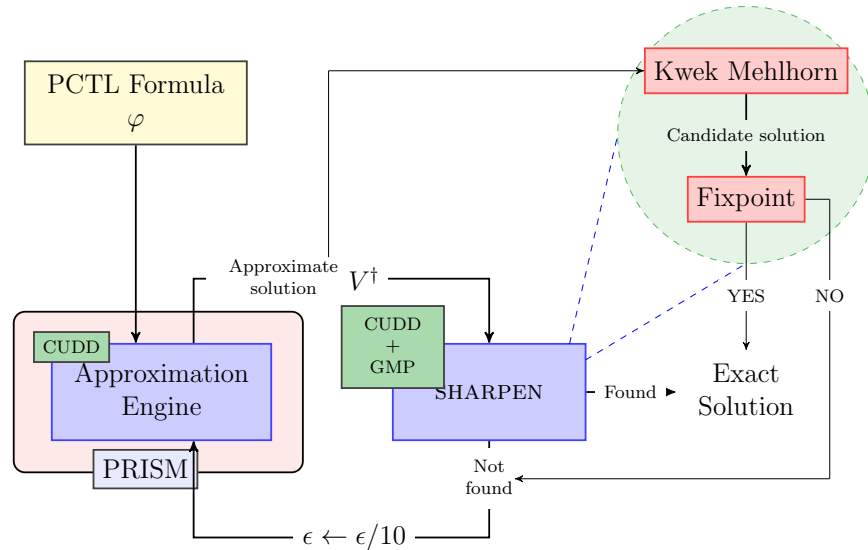 PCTL Formula
φ
Kwek Mehlhorn
Candidate solution
Fixpoint
Approximate
solution
V†
YES
NO
CUDD
Approximation
Engine
PRISM
CUDD
+
GMP
SHARPEN
Found
Exact
Solution
Not
found
ϵ ← ϵ/10